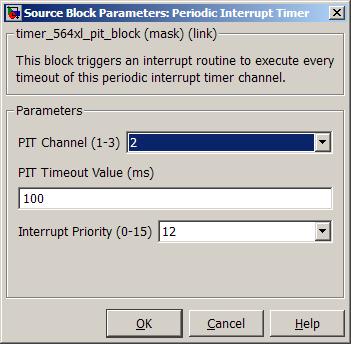 Source Block Parameters: Periodic Interrupt Timer
timer_564xl_pit_block (mask) (link)
This block triggers an interrupt routine to execute every
timeout of this periodic interrupt timer channel.
Parameters
PIT Channel (1-3) 2
PIT Timeout Value (ms)
100
Interrupt Priority (0-15) 12
OK Cancel Help